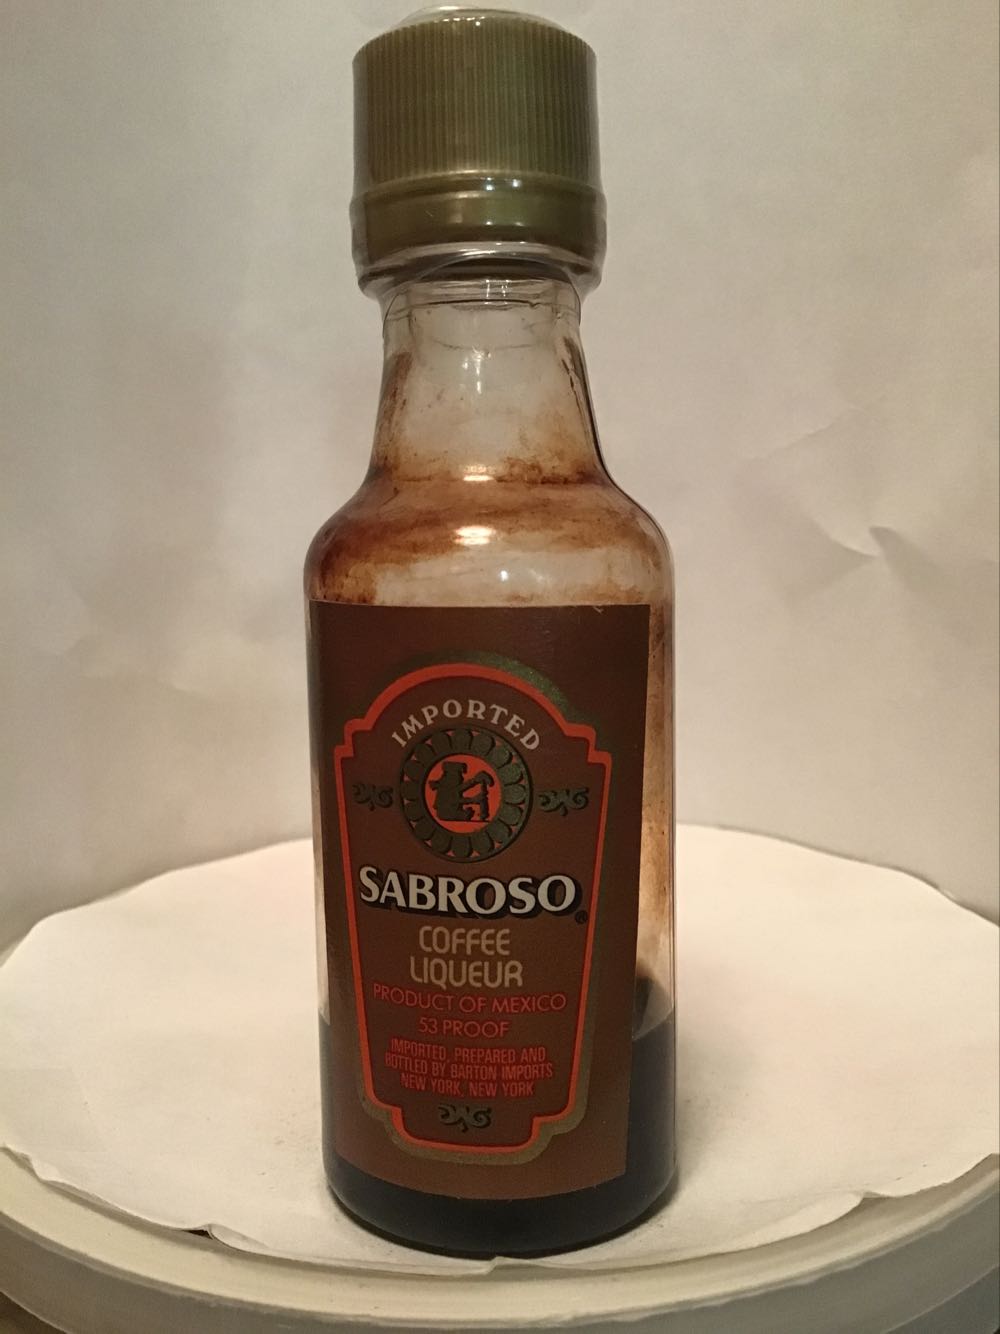 IMPORTED
SABROSO®
COFFEE
LIQUEUR
PRODUCT OF MEXICO
53 PROOF
IMPORTED, PREPARED AND
BOTTLED BY BARTON IMPORTS
NEW YORK, NEW YORK